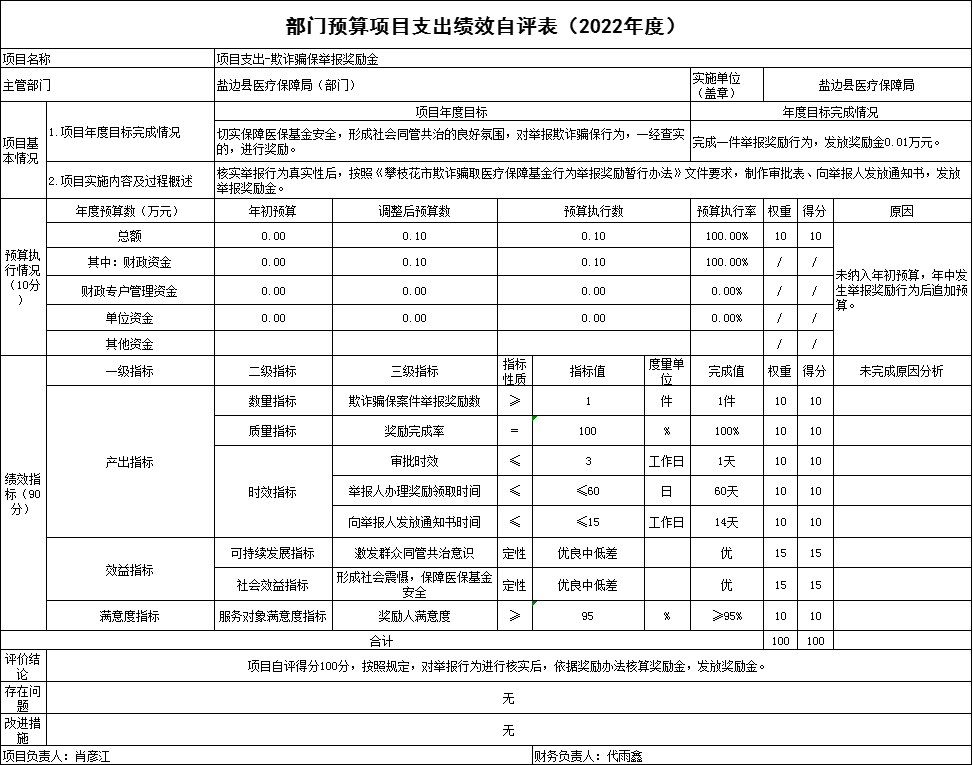 部门预算项目支出绩效自评表（2022年度）
项目名称 项目支出-欺诈骗保举报奖励金
主管部门 盐边县医疗保障局（部门） 实施单位（盖章） 盐边县医疗保障局
项目基本情况 1.项目年度目标完成情况 项目年度目标 年度目标完成情况
切实保障医保基金安全，形成社会同管共治的良好氛围，对举报欺诈骗保行为，一经查实的，进行奖励。 完成一件举报奖励行为，发放奖励金0.01万元。
2.项目实施内容及过程概述 核实举报行为真实性后，按照《攀枝花市欺诈骗取医疗保障基金行为举报奖励暂行办法》文件要求，制作审批表、向举报人发放通知书，发放举报奖励金。
预算执行情况（10分） 年度预算数（万元） 年初预算 调整后预算数 预算执行数 预算执行率 权重 得分 原因
总额 0.00 0.10 0.10 100.00% 10 10 未纳入年初预算，年中发生举报奖励行为后追加预算。
其中：财政资金 0.00 0.10 0.10 100.00% / /
财政专户管理资金 0.00 0.00 0.00 0.00% / /
单位资金 0.00 0.00 0.00 0.00% / /
其他资金 / /
绩效指标（90分） 一级指标 二级指标 三级指标 指标性质 指标值 度量单位 完成值 权重 得分 未完成原因分析
产出指标 数量指标 欺诈骗保案件举报奖励数 ≥ 1 件 1件 10 10
质量指标 奖励完成率 ＝ 100 % 100% 10 10
时效指标 审批时效 ≤ 3 工作日 1天 10 10
举报人办理奖励领取时间 ≤ ≤60 日 60天 10 10
向举报人发放通知书时间 ≤ ≤15 工作日 14天 10 10
效益指标 可持续发展指标 激发群众同管共治意识 定性 优良中低差 优 15 15
社会效益指标 形成社会震慑，保障医保基金安全 定性 优良中低差 优 15 15
满意度指标 服务对象满意度指标 奖励人满意度 ≥ 95 % ≥95% 10 10
合计 100 100
评价结论 项目自评得分100分，按照规定，对举报行为进行核实后，依据奖励办法核算奖励金，发放奖励金。
存在问题 无
改进措施 无
项目负责人：肖彦江 财务负责人：代雨鑫